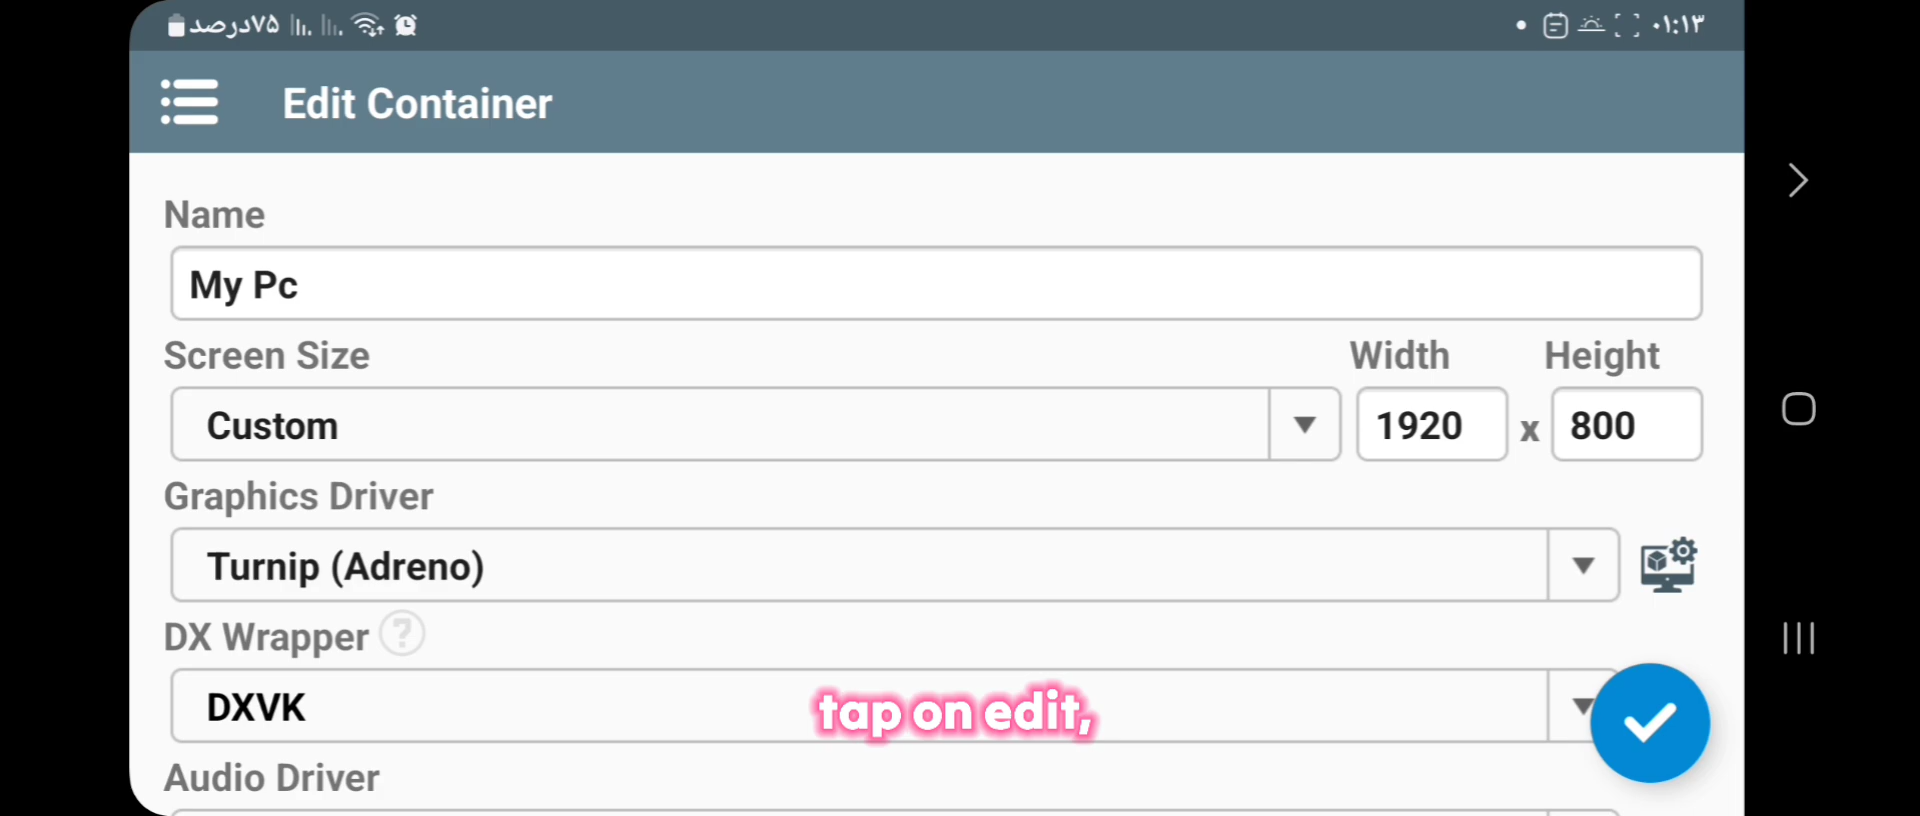 ۷۵درصد ۰۱:۱۳
Edit Container
Name
My Pc
Screen Size Width Height
Custom 1920 x 800
Graphics Driver
Turnip (Adreno)
DX Wrapper ?
DXVK
tap on edit,
Audio Driver